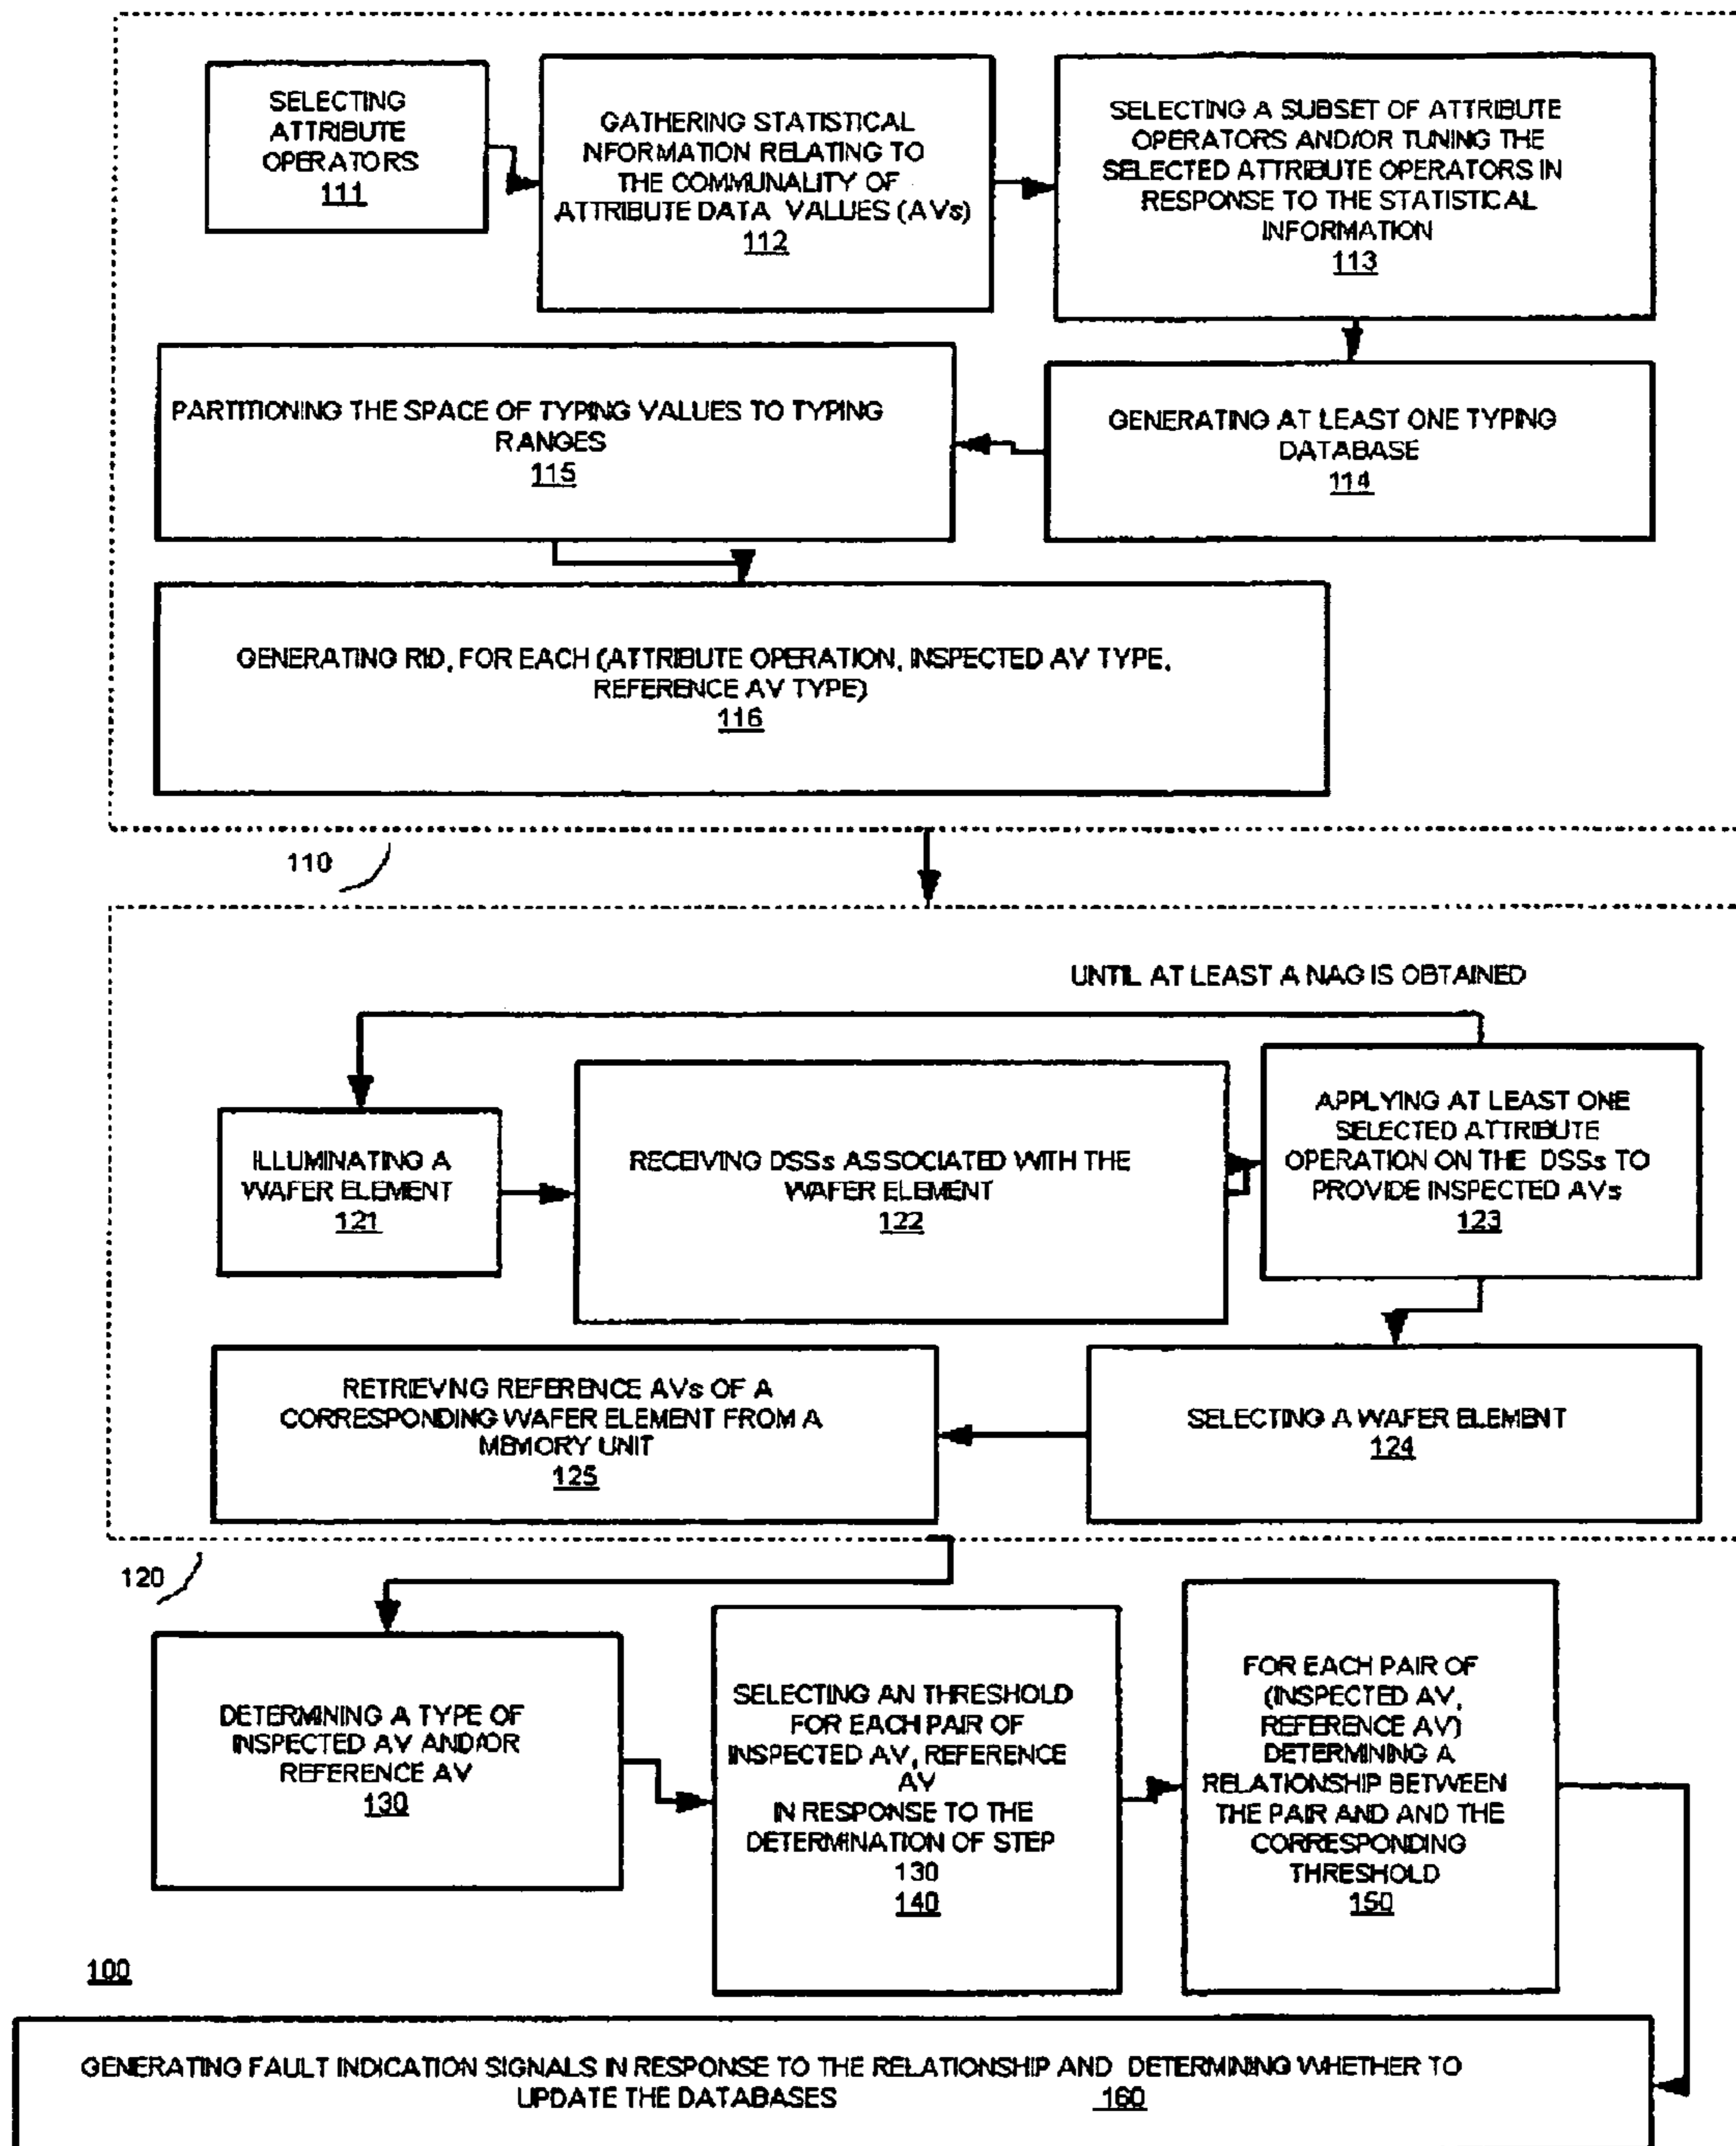 SELECTING
ATTRIBUTE
OPERATORS
111
GATHERING STATISTICAL
NFORMATION RELATING TO
THE COMMUNALITY OF
ATTRIBUTE DATA VALUES (AVs)
112
SELECTING A SUBSET OF ATTRIBUTE
OPERATORS AND/OR TUNING THE
SELECTED ATTRIBUTE OPERATORS IN
RESPONSE TO THE STATISTICAL
INFORMATION
113
PARTITIONING THE SPACE OF TYPING VALUES TO TYPING
RANGES
115
GENERATING AT LEAST ONE TYPING
DATABASE
114
GENERATING RID, FOR EACH (ATTRIBUTE OPERATION, INSPECTED AV TYPE,
REFERENCE AV TYPE)
116
110
UNTIL AT LEAST A NAG IS OBTAINED
ILLUMINATING A
WAFER ELEMENT
121
RECEIVING DSSs ASSOCIATED WITH THE
WAFER ELEMENT
122
APPLYING AT LEAST ONE
SELECTED ATTRIBUTE
OPERATION ON THE DSSs TO
PROVIDE INSPECTED AVs
123
RETRIEVING REFERENCE AVs OF A
CORRESPONDING WAFER ELEMENT FROM A
MEMORY UNIT
125
SELECTING A WAFER ELEMENT
124
120
DETERMINING A TYPE OF
INSPECTED AV AND/OR
REFERENCE AV
130
SELECTING AN THRESHOLD
FOR EACH PAIR OF
INSPECTED AV, REFERENCE
AV
IN RESPONSE TO THE
DETERMINATION OF STEP
130
140
FOR EACH PAIR OF
(INSPECTED AV,
REFERENCE AV)
DETERMINING A
RELATIONSHIP BETWEEN
THE PAIR AND AND THE
CORRESPONDING
THRESHOLD
150
100
GENERATING FAULT INDICATION SIGNALS IN RESPONSE TO THE RELATIONSHIP AND DETERMINING WHETHER TO
UPDATE THE DATABASES 160